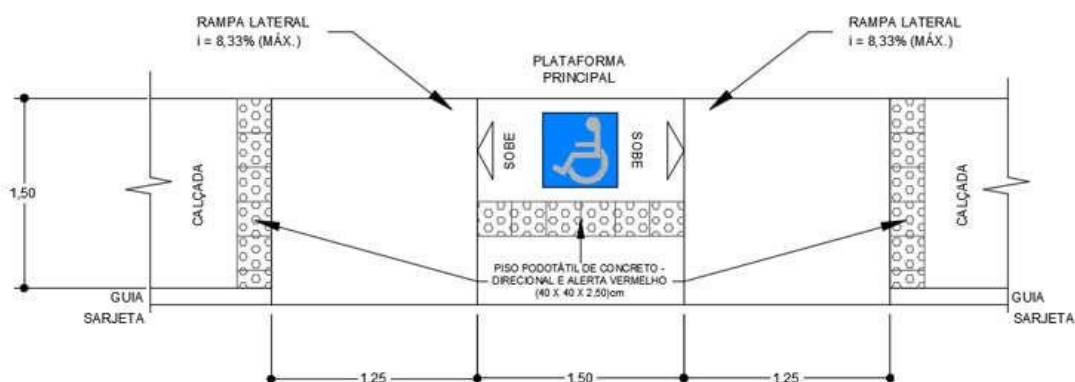 RAMPA LATERAL
i = 8,33% (MÁX.)
RAMPA LATERAL
i = 8,33% (MÁX.)
PLATAFORMA
PRINCIPAL
SOBE
SOBE
1,50
CALÇADA
CALÇADA
PISO PODOTÁTIL DE CONCRETO -
DIRECIONAL E ALERTA VERMELHO
(40 X 40 X 2,50)cm
GUIA
SARJETA
GUIA
SARJETA
1,25
1,50
1,25